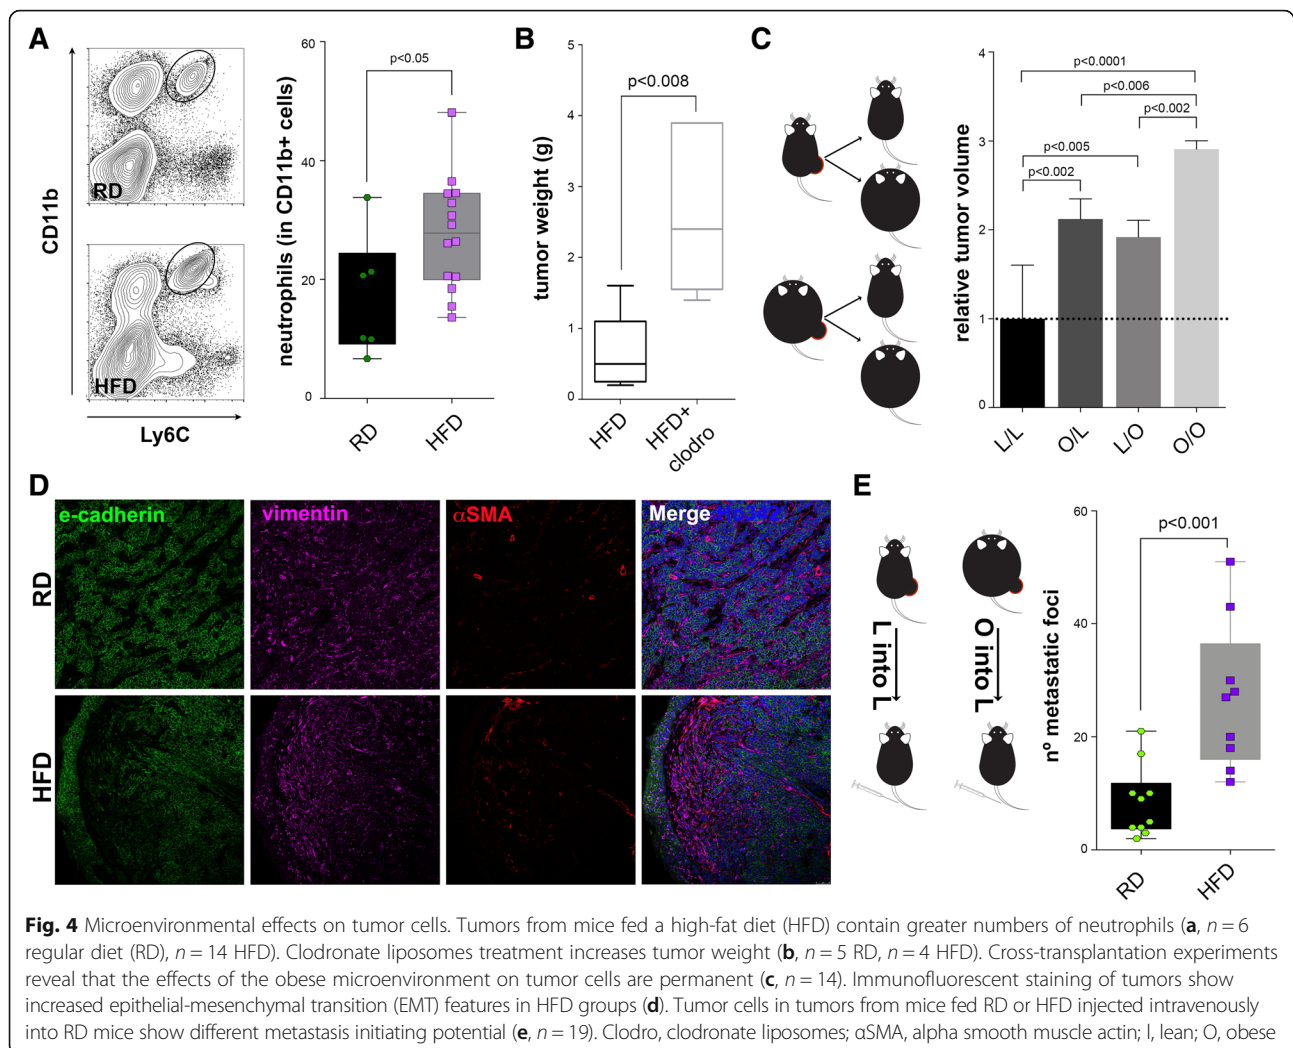 A
CD11b
RD
HFD
Ly6C
neutrophils (in CD11b+ cells)
60
40
20
0
p<0.05
RD
HFD
B
tumor weight (g)
5
4
3
2
1
0
p<0.008
HFD
HFD+
clodro
C
relative tumor volume
4
3
2
1
0
p<0.0001
p<0.006
p<0.002
p<0.005
p<0.002
L/L
O/L
L/O
O/O
D
e-cadherin
vimentin
αSMA
Merge
RD
HFD
E
L into L
O into L
nº metastatic foci
60
40
20
0
p<0.001
RD
HFD
Fig. 4 Microenvironmental effects on tumor cells. Tumors from mice fed a high-fat diet (HFD) contain greater numbers of neutrophils (a, n = 6
regular diet (RD), n = 14 HFD). Clodronate liposomes treatment increases tumor weight (b, n = 5 RD, n = 4 HFD). Cross-transplantation experiments
reveal that the effects of the obese microenvironment on tumor cells are permanent (c, n = 14). Immunofluorescent staining of tumors show
increased epithelial-mesenchymal transition (EMT) features in HFD groups (d). Tumor cells in tumors from mice fed RD or HFD injected intravenously
into RD mice show different metastasis initiating potential (e, n = 19). Clodro, clodronate liposomes; αSMA, alpha smooth muscle actin; l, lean; O, obese